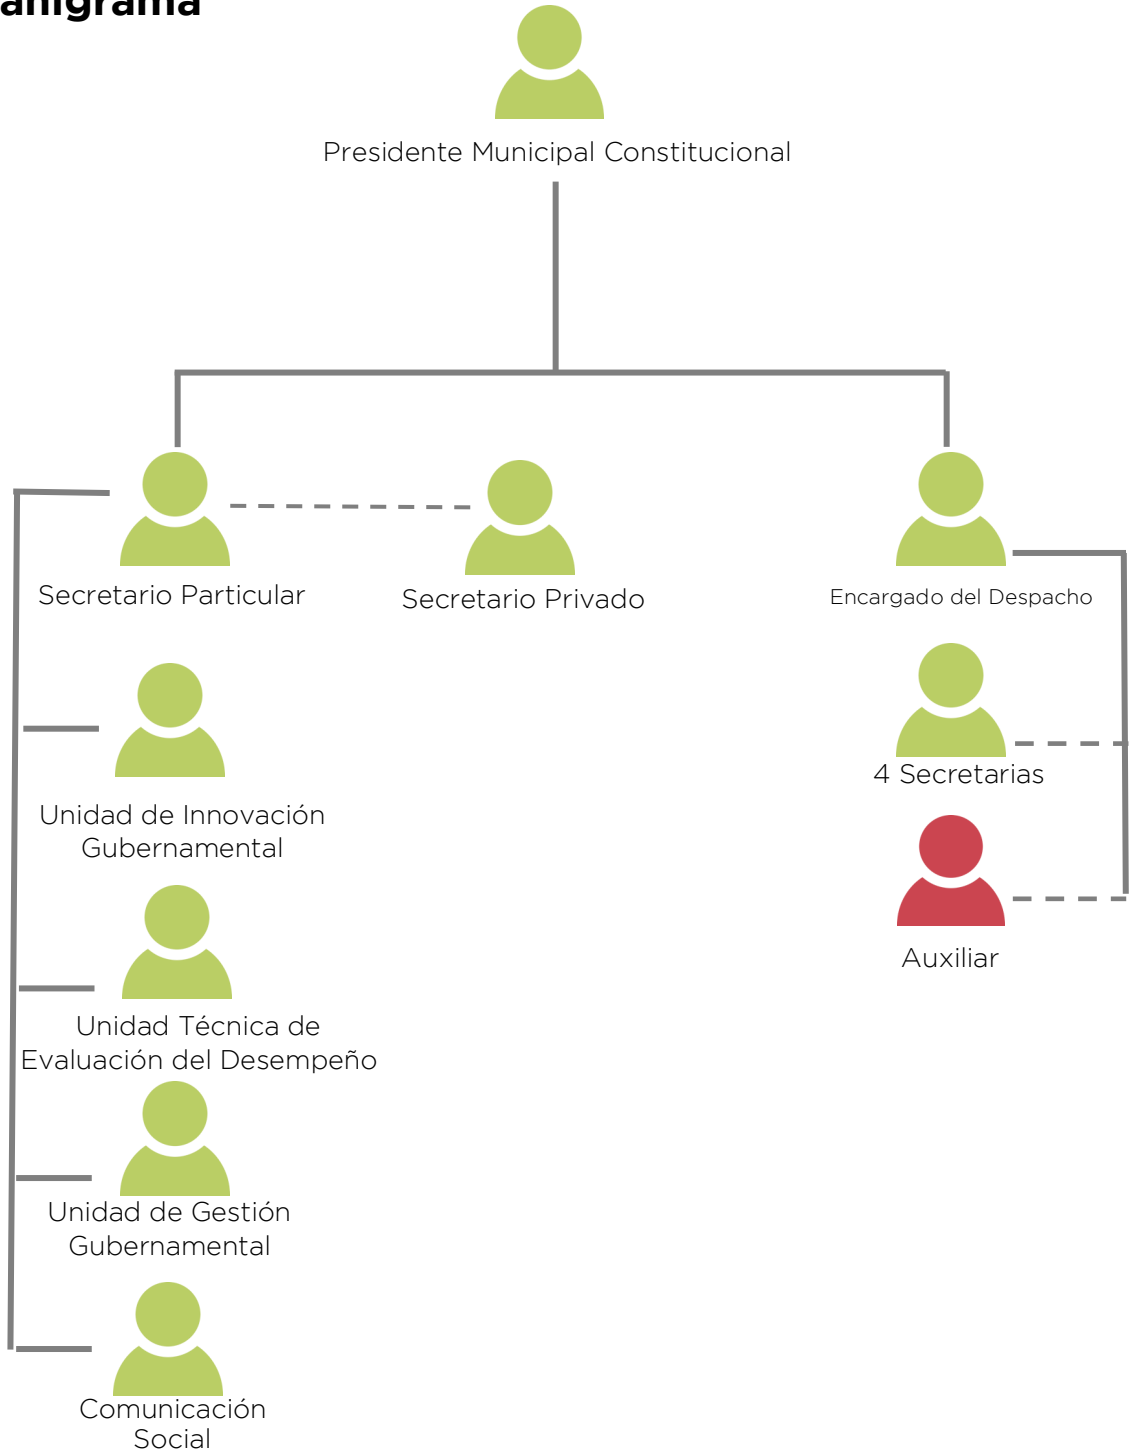 anigrama
Presidente Municipal Constitucional
Secretario Particular
Secretario Privado
Encargado del Despacho
4 Secretarias
Unidad de Innovación
Gubernamental
Auxiliar
Unidad Técnica de
Evaluación del Desempeño
Unidad de Gestión
Gubernamental
Comunicación
Social